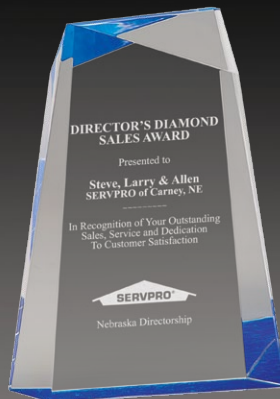 DIRECTOR'S DIAMOND
SALES AWARD
Presented to
Steve, Larry & Allen
SERVPRO of Carney, NE
In Recognition of Your Outstanding
Sales, Service and Dedication
To Customer Satisfaction
SERVPRO®
Nebraska Directorship